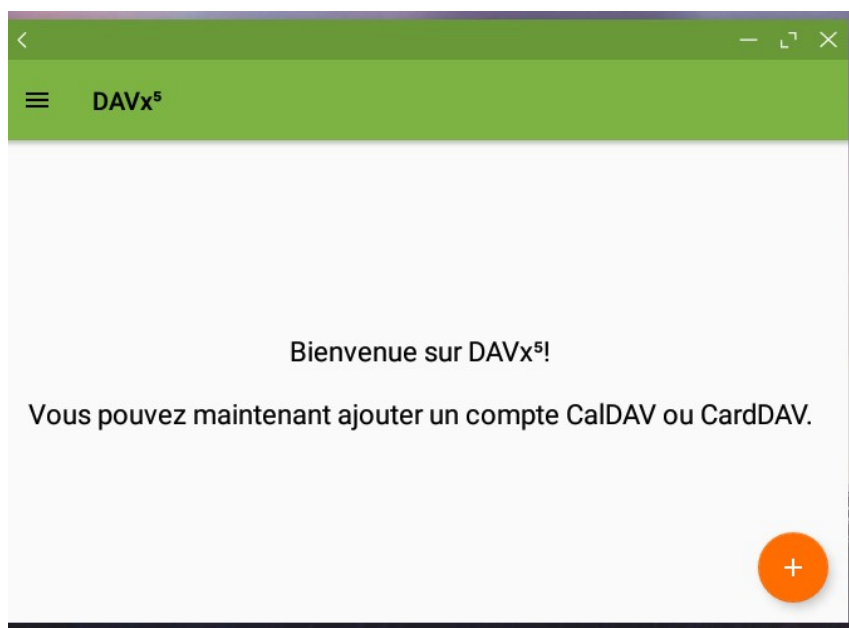 DAVx⁵
Bienvenue sur DAVx⁵!
Vous pouvez maintenant ajouter un compte CalDAV ou CardDAV.